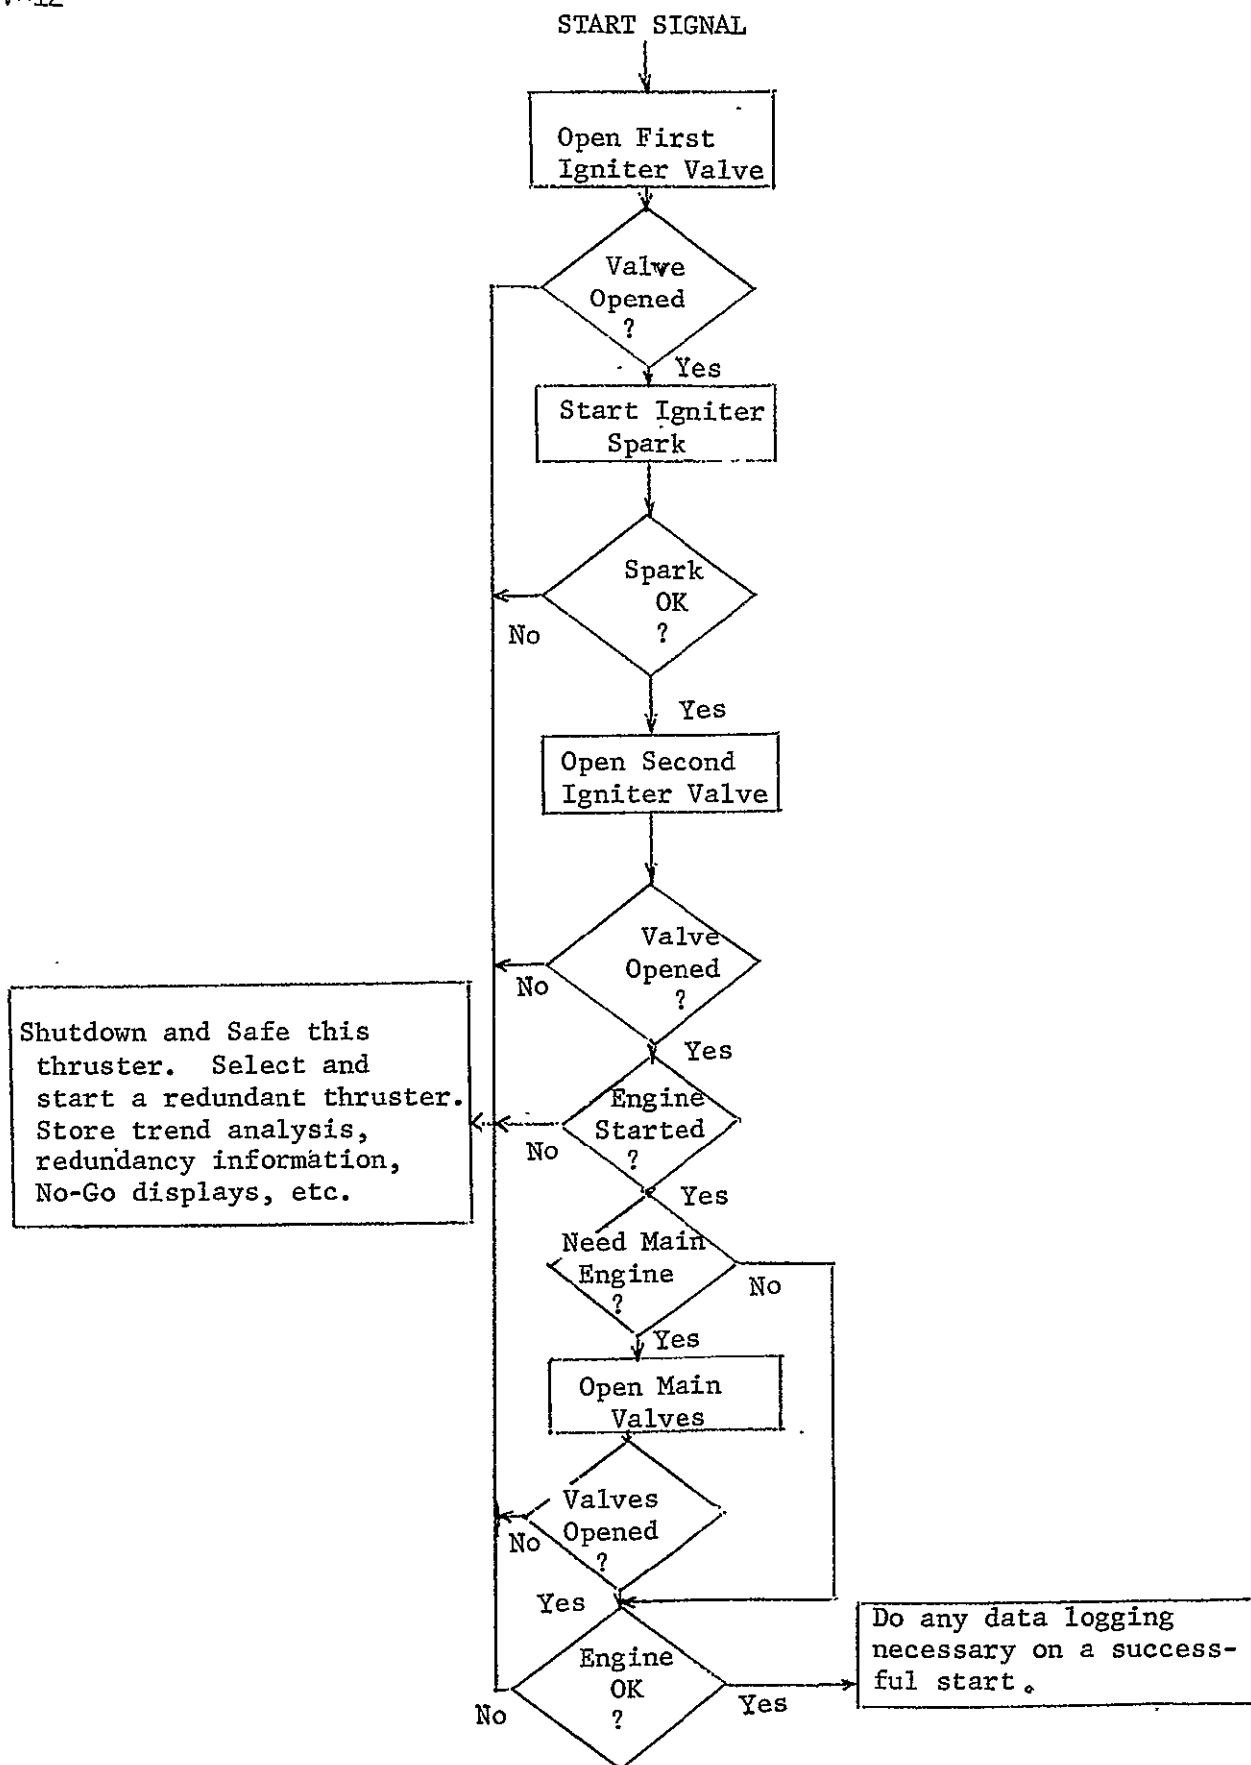 START SIGNAL
Open First
Igniter Valve
Valve
Opened
?
Yes
Start Igniter
Spark
Spark
OK
?
No
Yes
Open Second
Igniter Valve
Valve
Opened
?
No
Yes
Shutdown and Safe this
thruster. Select and
start a redundant thruster.
Store trend analysis,
redundancy information,
No-Go displays, etc.
Engine
Started
?
No
Yes
Need Main
Engine
?
No
Yes
Open Main
Valves
Valves
Opened
?
No
Yes
Engine
OK
?
No
Yes
Do any data logging
necessary on a success-
ful start.